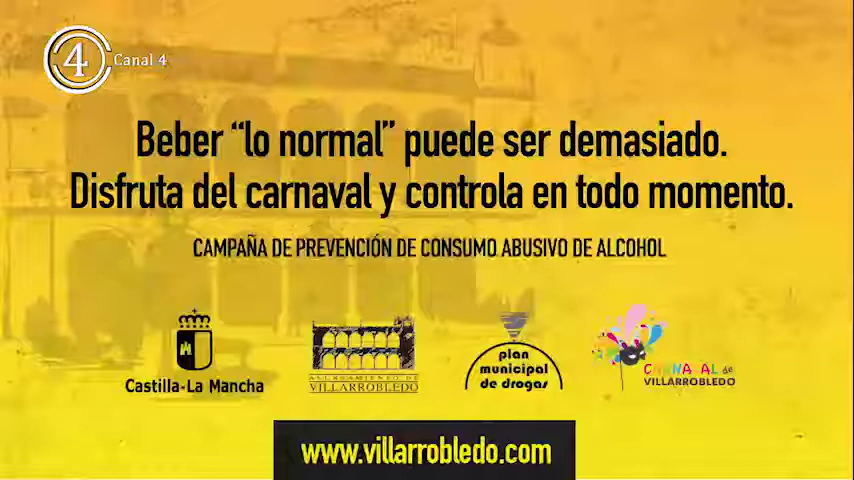 4 Canal 4
Beber “lo normal” puede ser demasiado.
Disfruta del carnaval y controla en todo momento.
CAMPAÑA DE PREVENCIÓN DE CONSUMO ABUSIVO DE ALCOHOL
Castilla-La Mancha
AYUNTAMIENTO DE
VILLARROBLEDO
plan
municipal
de drogas
CARNAVAL de
VILLARROBLEDO
www.villarrobledo.com